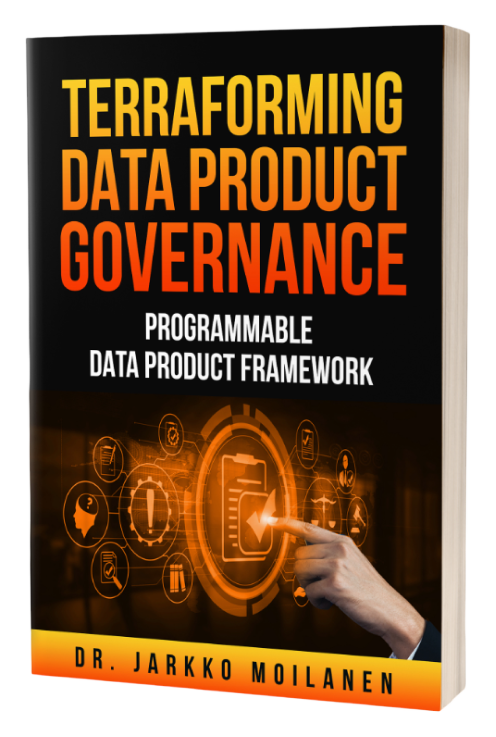 TERRAFORMING
DATA PRODUCT
GOVERNANCE
PROGRAMMABLE
DATA PRODUCT FRAMEWORK
DR. JARKKO MOILANEN